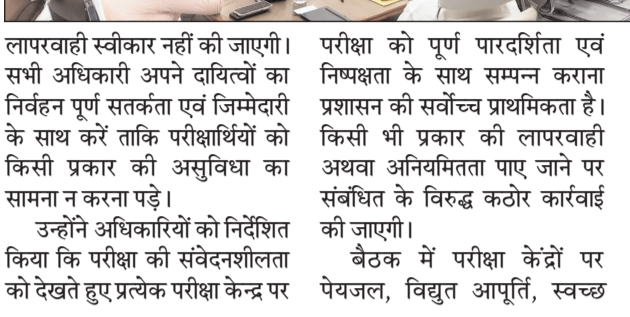 लापरवाही स्वीकार नहीं की जाएगी।
सभी अधिकारी अपने दायित्वों का
निर्वहन पूर्ण सतर्कता एवं जिम्मेदारी
के साथ करें ताकि परीक्षार्थियों को
किसी प्रकार की असुविधा का
सामना न करना पड़े।
उन्होंने अधिकारियों को निर्देशित
किया कि परीक्षा की संवेदनशीलता
को देखते हुए प्रत्येक परीक्षा केन्द्र पर
परीक्षा को पूर्ण पारदर्शिता एवं
निष्पक्षता के साथ सम्पन्न कराना
प्रशासन की सर्वोच्च प्राथमिकता है।
किसी भी प्रकार की लापरवाही
अथवा अनियमितता पाए जाने पर
संबंधित के विरुद्ध कठोर कार्रवाई
की जाएगी।
बैठक में परीक्षा केंद्रों पर
पेयजल, विद्युत आपूर्ति, स्वच्छ